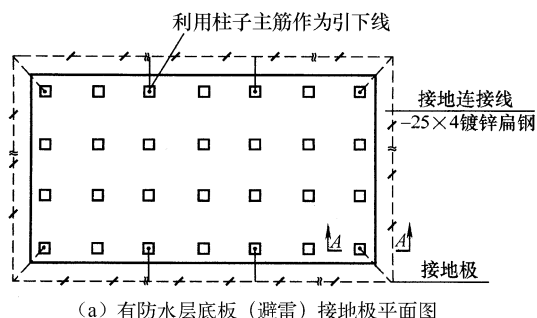 利用柱子主筋作为引下线
接地连接线
-25×4镀锌扁钢
A
A
接地极
(a) 有防水层底板（避雷）接地极平面图